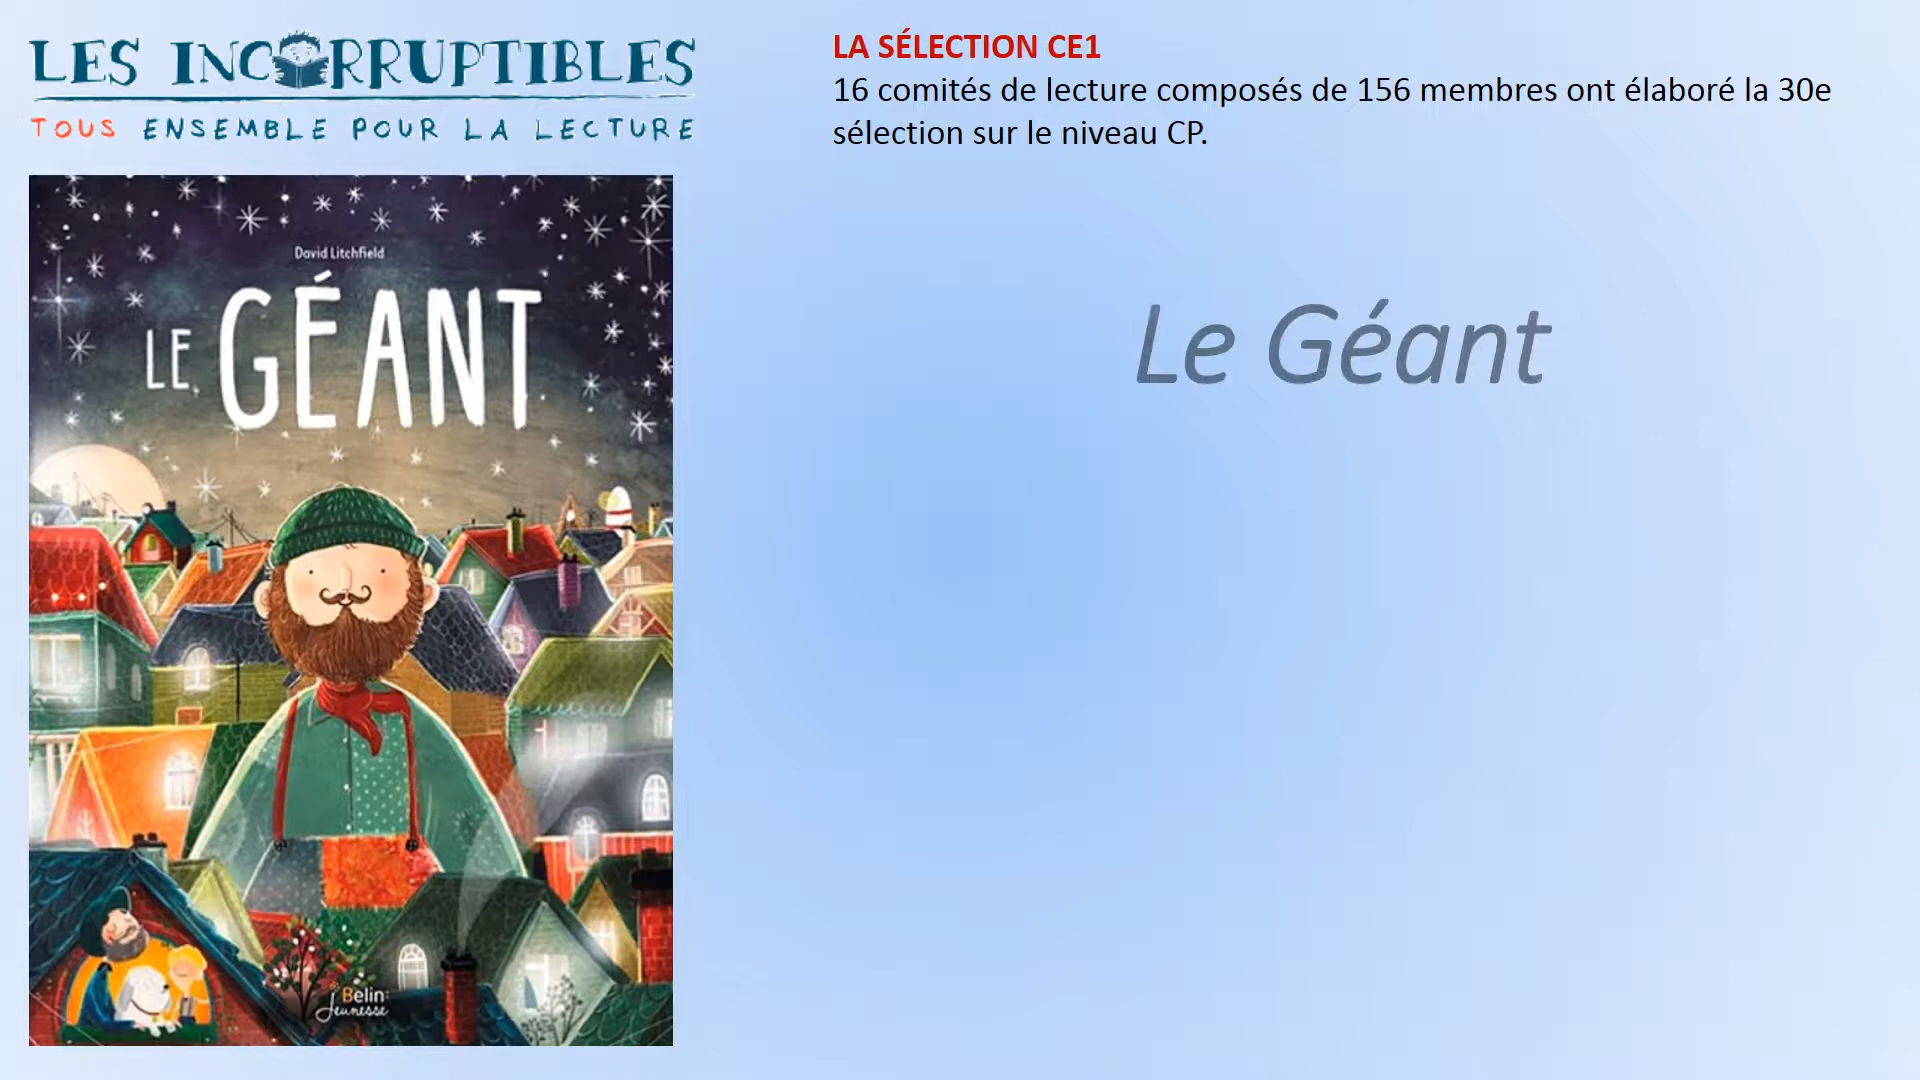 LES INCORRUPTIBLES
TOUS ENSEMBLE POUR LA LECTURE
LA SÉLECTION CE1
16 comités de lecture composés de 156 membres ont élaboré la 30e
sélection sur le niveau CP.
David Litchfield
LE GÉANT
Le Géant
Belin:
Jeunesse